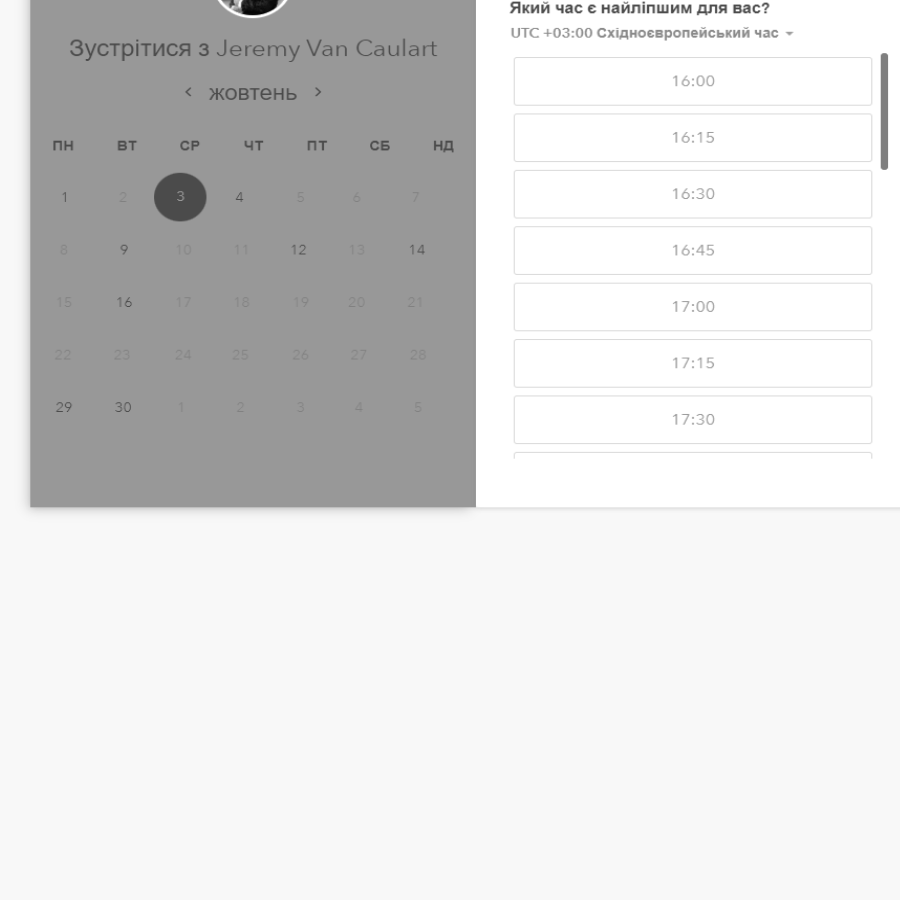 Зустрітися з Jeremy Van Caulart
< жовтень >
ПН ВТ СР ЧТ ПТ СБ НД
1 2 3 4 5 6 7
8 9 10 11 12 13 14
15 16 17 18 19 20 21
22 23 24 25 26 27 28
29 30 1 2 3 4 5
Який час є найліпшим для вас?
UTC +03:00 Східноєвропейський час
16:00
16:15
16:30
16:45
17:00
17:15
17:30